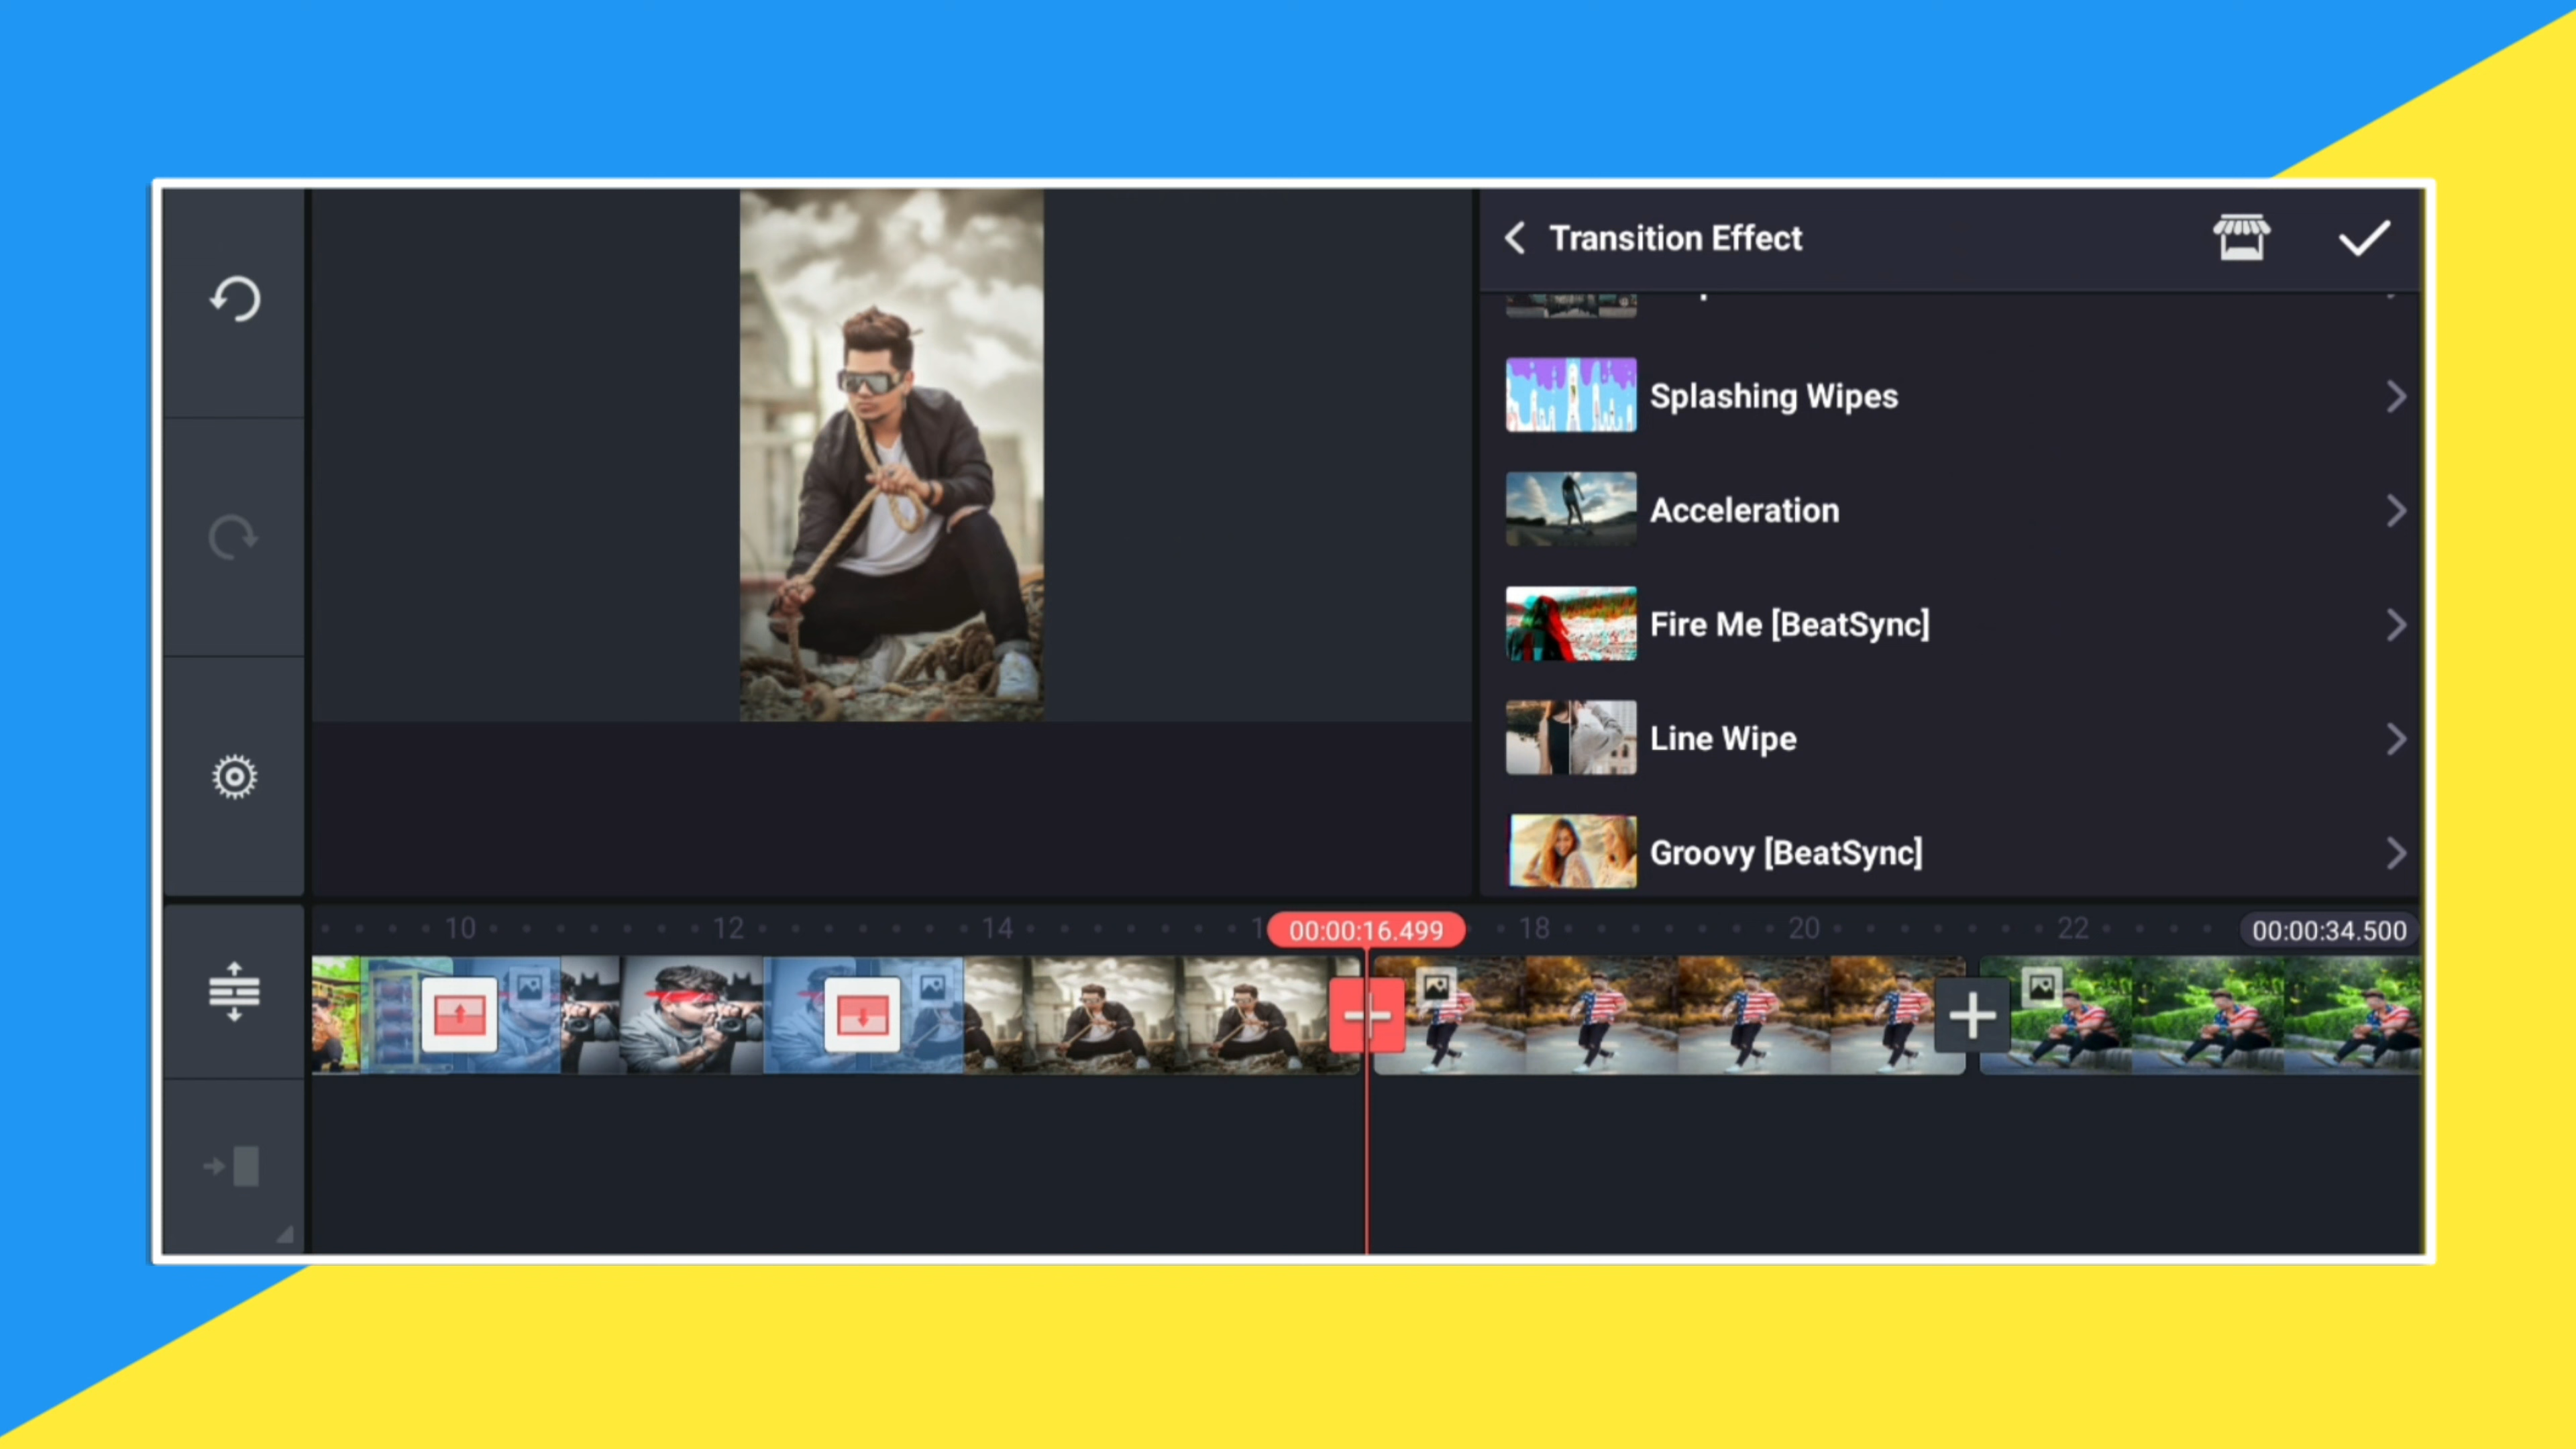 Transition Effect
Splashing Wipes
Acceleration
Fire Me [BeatSync]
Line Wipe
Groovy [BeatSync]
10 12 14 00:00:16.499 18 20 22 00:00:34.500